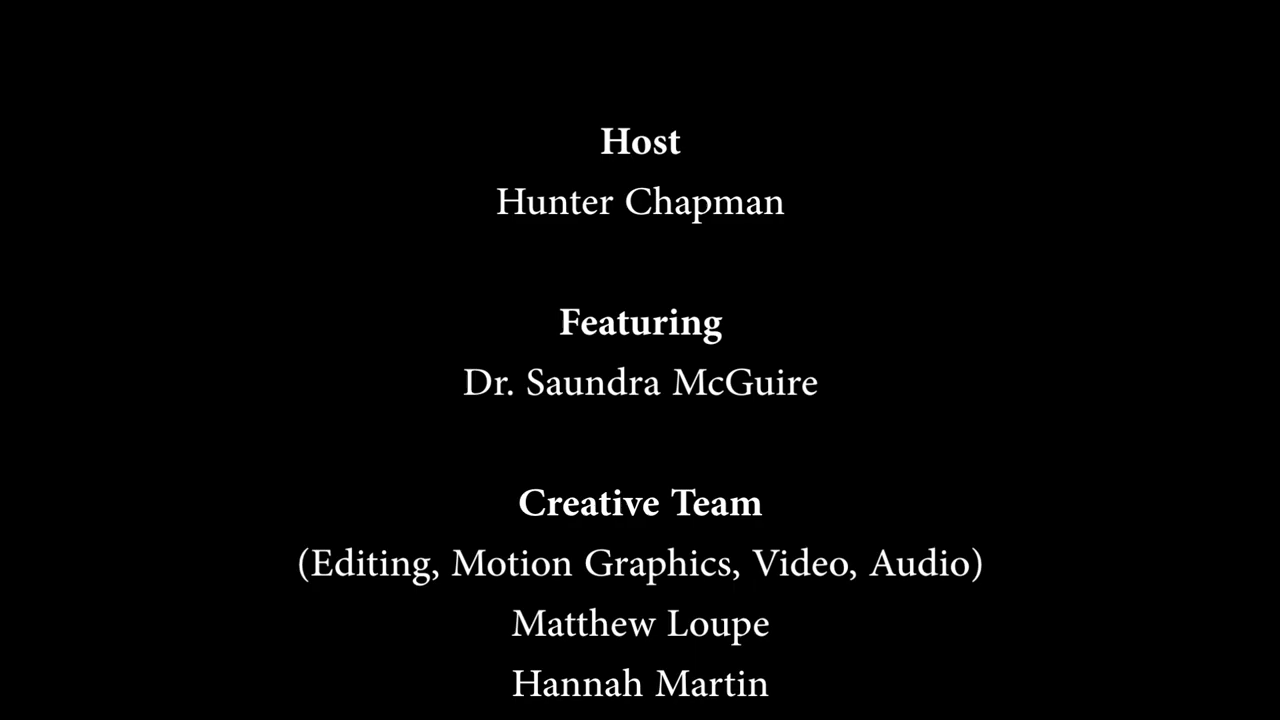 Host
Hunter Chapman
Featuring
Dr. Saundra McGuire
Creative Team
(Editing, Motion Graphics, Video, Audio)
Matthew Loupe
Hannah Martin